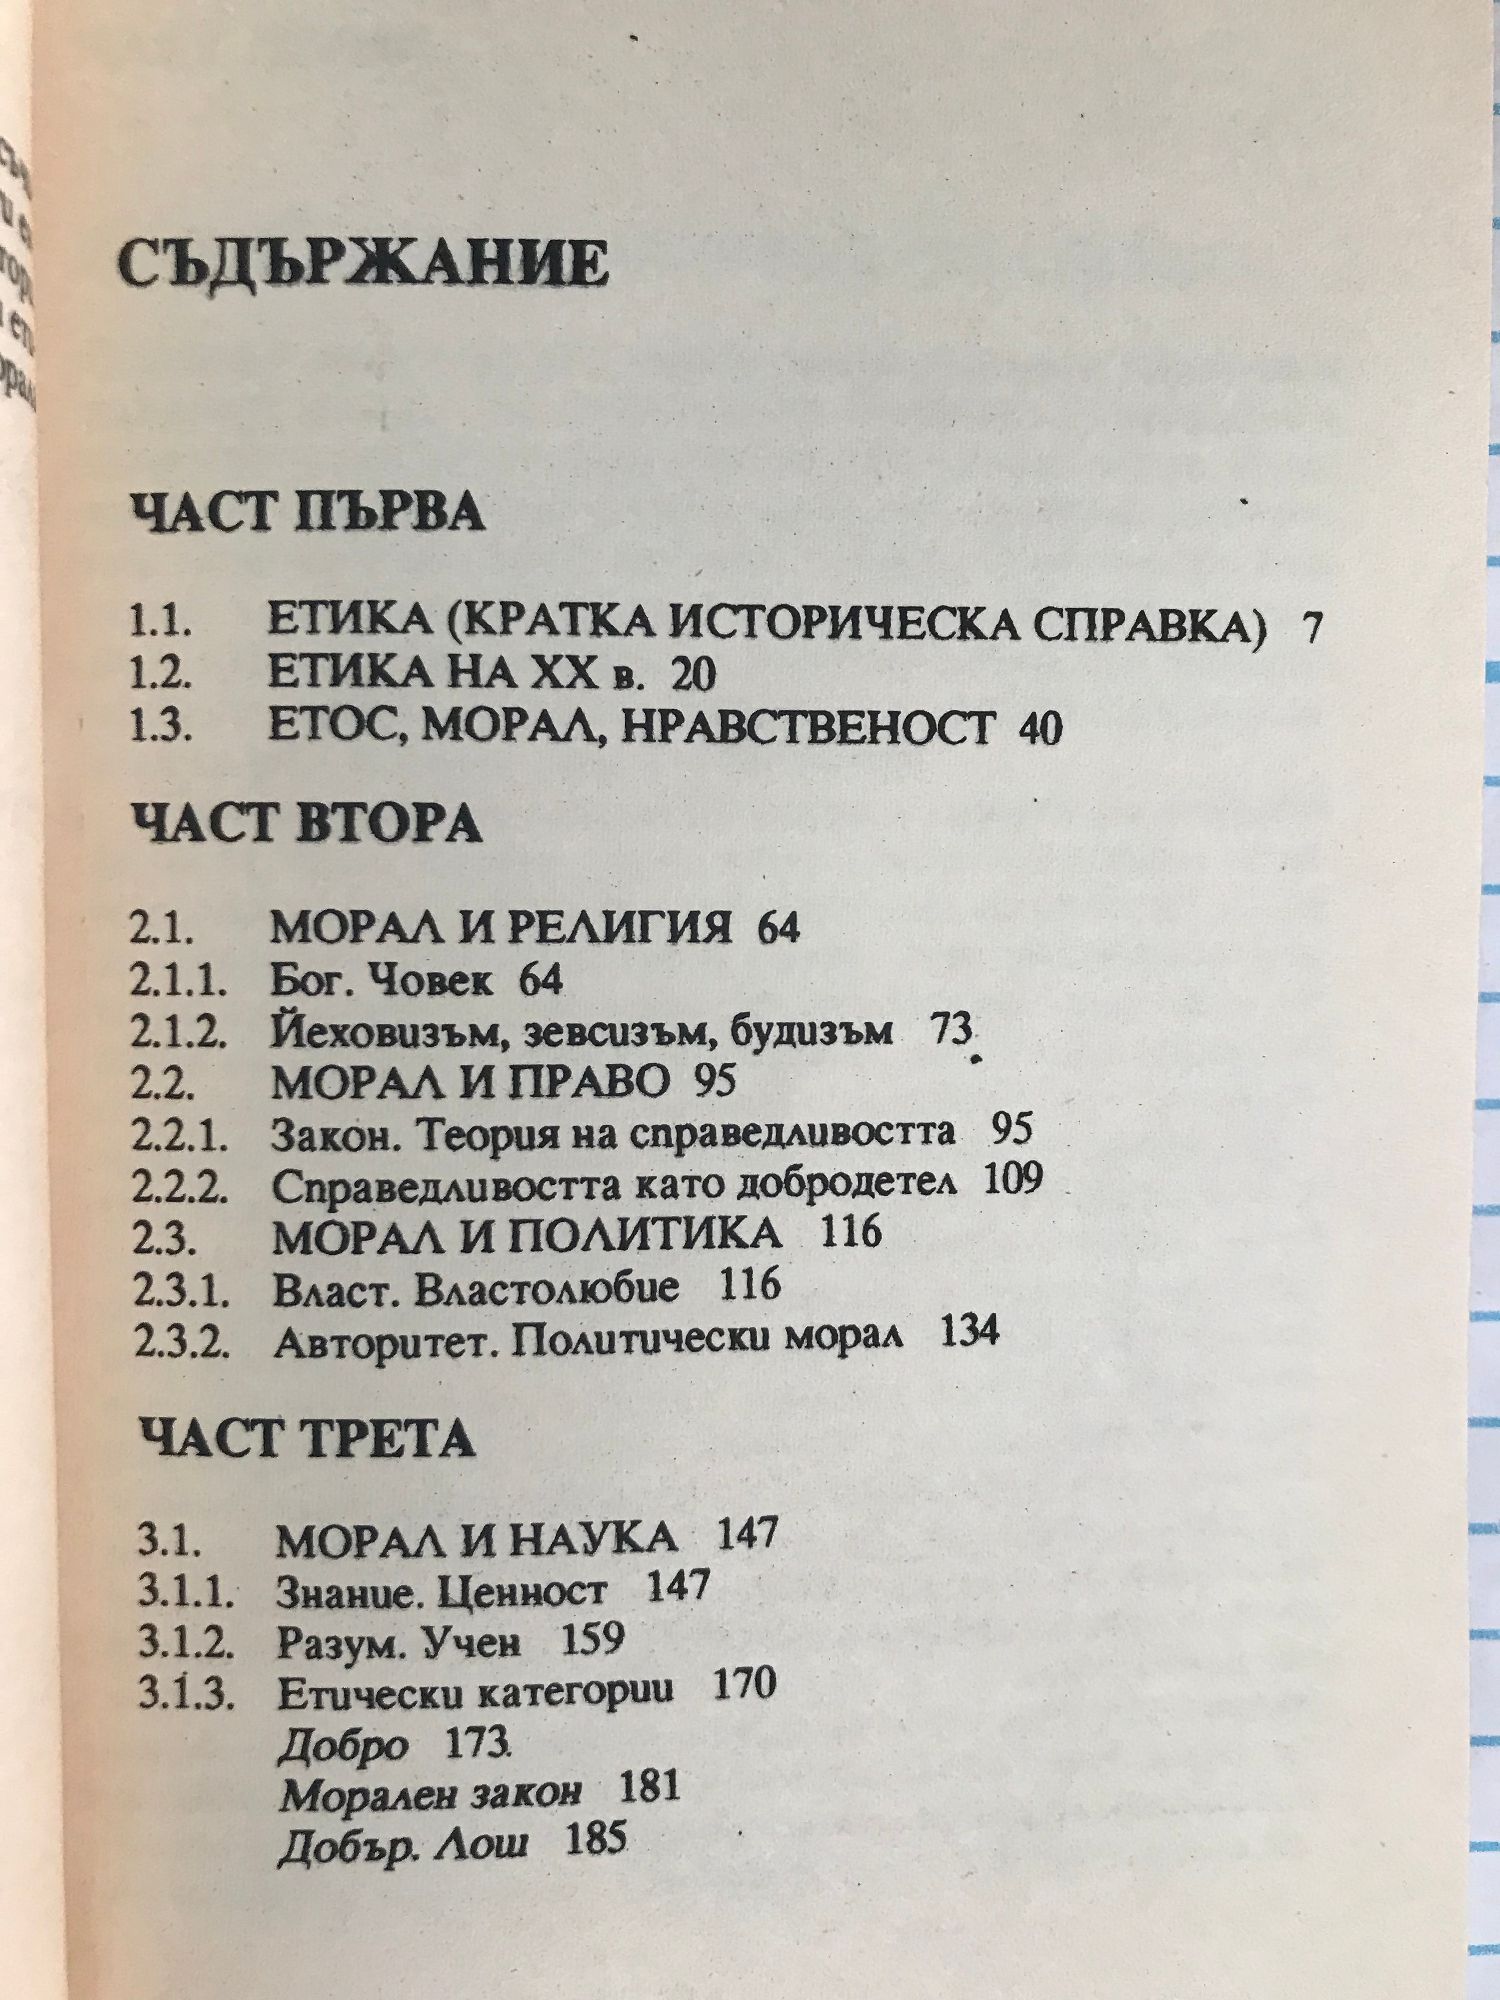 СЪДЪРЖАНИЕ
ЧАСТ ПЪРВА
1.1. ЕТИКА (КРАТКА ИСТОРИЧЕСКА СПРАВКА) 7
1.2. ЕТИКА НА XX в. 20
1.3. ЕТОС, МОРАЛ, НРАВСТВЕНОСТ 40
ЧАСТ ВТОРА
2.1. МОРАЛ И РЕЛИГИЯ 64
2.1.1. Бог. Човек 64
2.1.2. Йеховизъм, зевсизъм, будизъм 73
2.2. МОРАЛ И ПРАВО 95
2.2.1. Закон. Теория на справедливостта 95
2.2.2. Справедливостта като добродетел 109
2.3. МОРАЛ И ПОЛИТИКА 116
2.3.1. Власт. Властолюбие 116
2.3.2. Авторитет. Политически морал 134
ЧАСТ ТРЕТА
3.1. МОРАЛ И НАУКА 147
3.1.1. Знание. Ценност 147
3.1.2. Разум. Учен 159
3.1.3. Етически категории 170
Добро 173
Морален закон 181
Добър. Лош 185